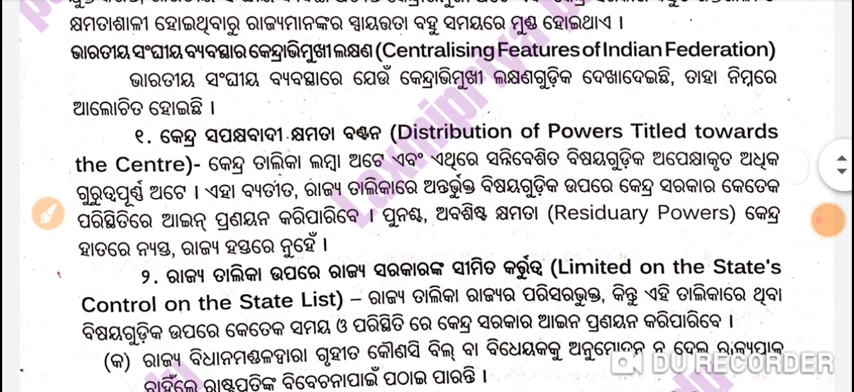 କ୍ଷମତାଶାଳୀ ହୋଇଥିବାରୁ ରାଜ୍ୟମାନଙ୍କର ସ୍ୱାୟତ୍ତତା ବହୁ ସମୟରେ ମୁଣ୍ଡ ହୋଇଥାଏ ।
ଭାରତୀୟ ସଂଘୀୟ ବ୍ୟବସ୍ଥାର କେନ୍ଦ୍ରାଭିମୁଖୀ ଲକ୍ଷଣ (Centralising Features of Indian Federation)
ଭାରତୀୟ ସଂଘୀୟ ବ୍ୟବସ୍ଥାରେ ଯେଉଁ କେନ୍ଦ୍ରାଭିମୁଖୀ ଲକ୍ଷଣଗୁଡ଼ିକ ଦେଖାଦେଇଛି, ତାହା ନିମ୍ନରେ
ଆଲୋଚିତ ହୋଇଛି ।
୧. କେନ୍ଦ୍ର ସପକ୍ଷବାଦୀ କ୍ଷମତା ବଣ୍ଟନ (Distribution of Powers Titled towards
the Centre)- କେନ୍ଦ୍ର ତାଲିକା ଲମ୍ବା ଅଟେ ଏବଂ ଏଥିରେ ସନ୍ନିବେଶିତ ବିଷୟଗୁଡ଼ିକ ଅପେକ୍ଷାକୃତ ଅଧିକ
ଗୁରୁତ୍ୱପୂର୍ଣ୍ଣ ଅଟେ । ଏହା ବ୍ୟତୀତ, ରାଜ୍ୟ ତାଲିକାରେ ଅନ୍ତର୍ଭୁକ୍ତ ବିଷୟଗୁଡ଼ିକ ଉପରେ କେନ୍ଦ୍ର ସରକାର କେତେକ
ପରିସ୍ଥିତିରେ ଆଇନ୍ ପ୍ରଣୟନ କରିପାରିବେ । ପୁନଶ୍ଚ, ଅବଶିଷ୍ଟ କ୍ଷମତା (Residuary Powers) କେନ୍ଦ୍ର
ହାତରେ ନ୍ୟସ୍ତ, ରାଜ୍ୟ ହସ୍ତରେ ନୁହେଁ ।
୨. ରାଜ୍ୟ ତାଲିକା ଉପରେ ରାଜ୍ୟ ସରକାରଙ୍କ ସୀମିତ କର୍ତ୍ତୃତ୍ୱ (Limited on the State's
Control on the State List) – ରାଜ୍ୟ ତାଲିକା ରାଜ୍ୟର ପରିସରଭୁକ୍ତ, କିନ୍ତୁ ଏହି ତାଲିକାରେ ଥିବା
ବିଷୟଗୁଡ଼ିକ ଉପରେ କେତେକ ସମୟ ଓ ପରିସ୍ଥିତି ରେ କେନ୍ଦ୍ର ସରକାର ଆଇନ ପ୍ରଣୟନ କରିପାରିବେ ।
(କ) ରାଜ୍ୟ ବିଧାନମଣ୍ଡଳଦ୍ୱାରା ଗୃହୀତ କୌଣସି ବିଲ୍ ବା ବିଧେୟକକୁ ଅନୁମୋଦନ ନ ଦେଇ ରାଜ୍ୟପାଳ
ଚାହିଁଲେ ରାଷ୍ଟ୍ରପତିଙ୍କ ବିବେଚନାପାଇଁ ପଠାଇ ପାରନ୍ତି ।
DU RECORDER